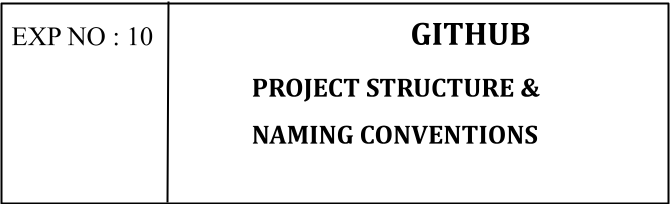 EXP NO : 10
GITHUB
PROJECT STRUCTURE &
NAMING CONVENTIONS